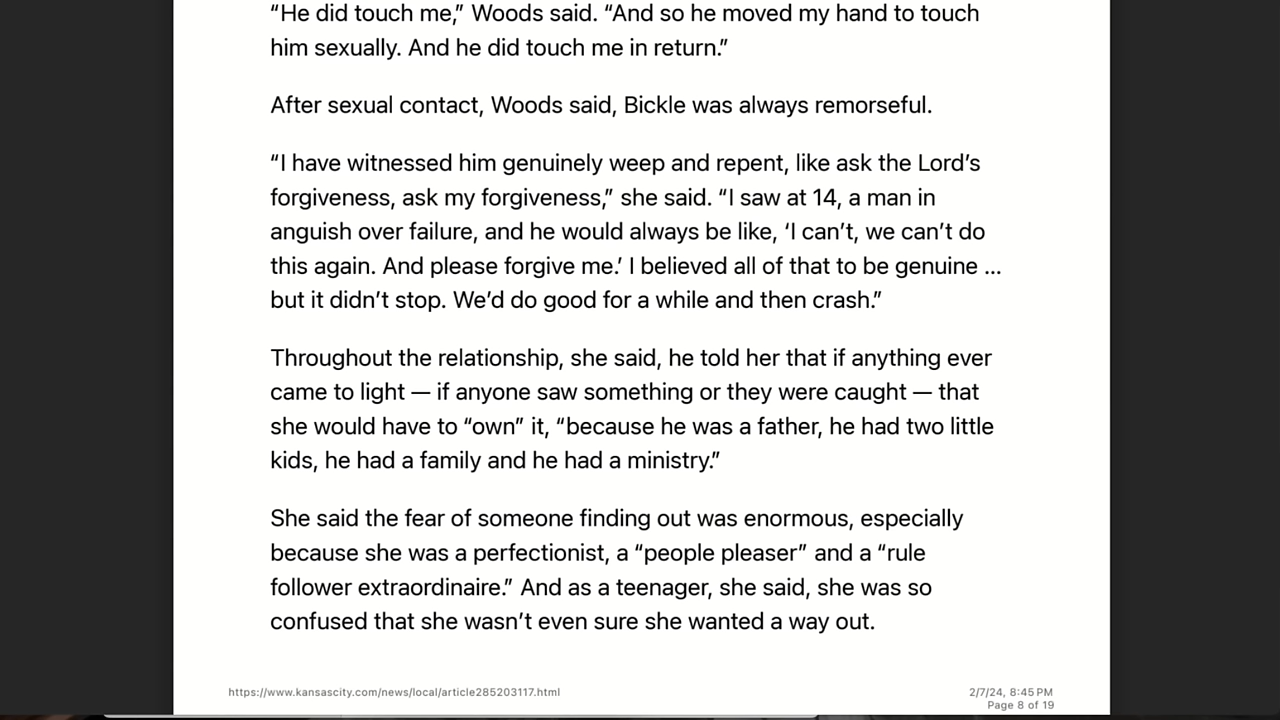 “He did touch me,” Woods said. “And so he moved my hand to touch
him sexually. And he did touch me in return.”
After sexual contact, Woods said, Bickle was always remorseful.
“I have witnessed him genuinely weep and repent, like ask the Lord’s
forgiveness, ask my forgiveness,” she said. “I saw at 14, a man in
anguish over failure, and he would always be like, ‘I can’t, we can’t do
this again. And please forgive me.’ I believed all of that to be genuine ...
but it didn’t stop. We’d do good for a while and then crash.”
Throughout the relationship, she said, he told her that if anything ever
came to light — if anyone saw something or they were caught — that
she would have to “own” it, “because he was a father, he had two little
kids, he had a family and he had a ministry.”
She said the fear of someone finding out was enormous, especially
because she was a perfectionist, a “people pleaser” and a “rule
follower extraordinaire.” And as a teenager, she said, she was so
confused that she wasn’t even sure she wanted a way out.
https://www.kansascity.com/news/local/article285203117.html
2/7/24, 8:45 PM
Page 8 of 19